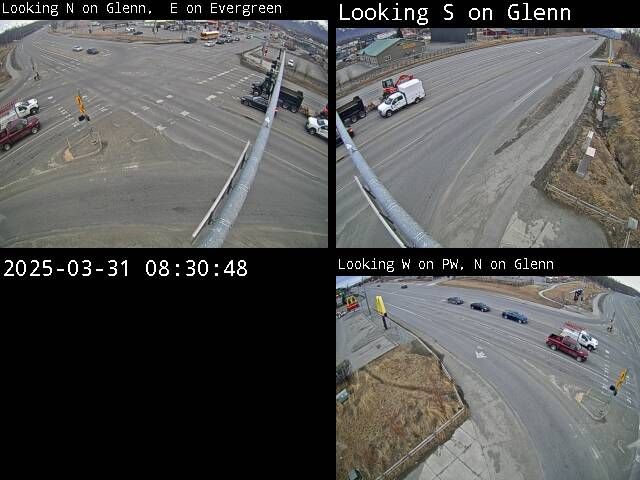 Looking N on Glenn,  E on Evergreen
Looking S on Glenn
2025-03-31 08:30:48
Looking W on PW, N on Glenn